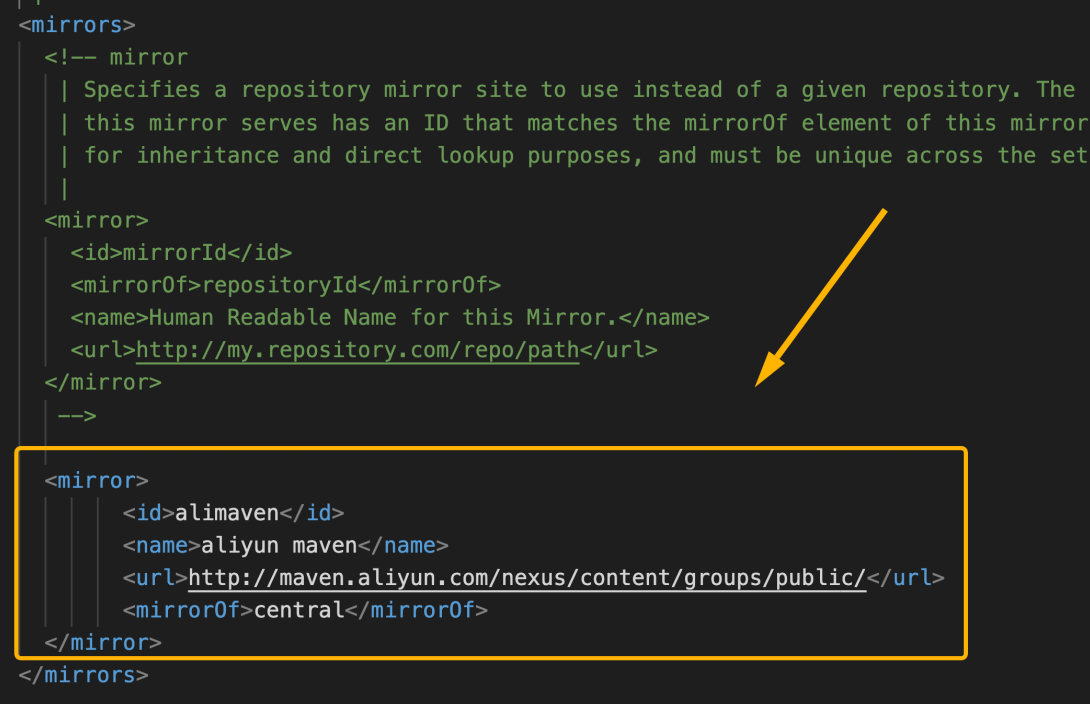 <mirrors>
<!-- mirror
| Specifies a repository mirror site to use instead of a given repository. The
| this mirror serves has an ID that matches the mirrorOf element of this mirror
| for inheritance and direct lookup purposes, and must be unique across the set
|
<mirror>
<id>mirrorId</id>
<mirrorOf>repositoryId</mirrorOf>
<name>Human Readable Name for this Mirror.</name>
<url>http://my.repository.com/repo/path</url>
</mirror>
-->
<mirror>
<id>alimaven</id>
<name>aliyun maven</name>
<url>http://maven.aliyun.com/nexus/content/groups/public/</url>
<mirrorOf>central</mirrorOf>
</mirror>
</mirrors>